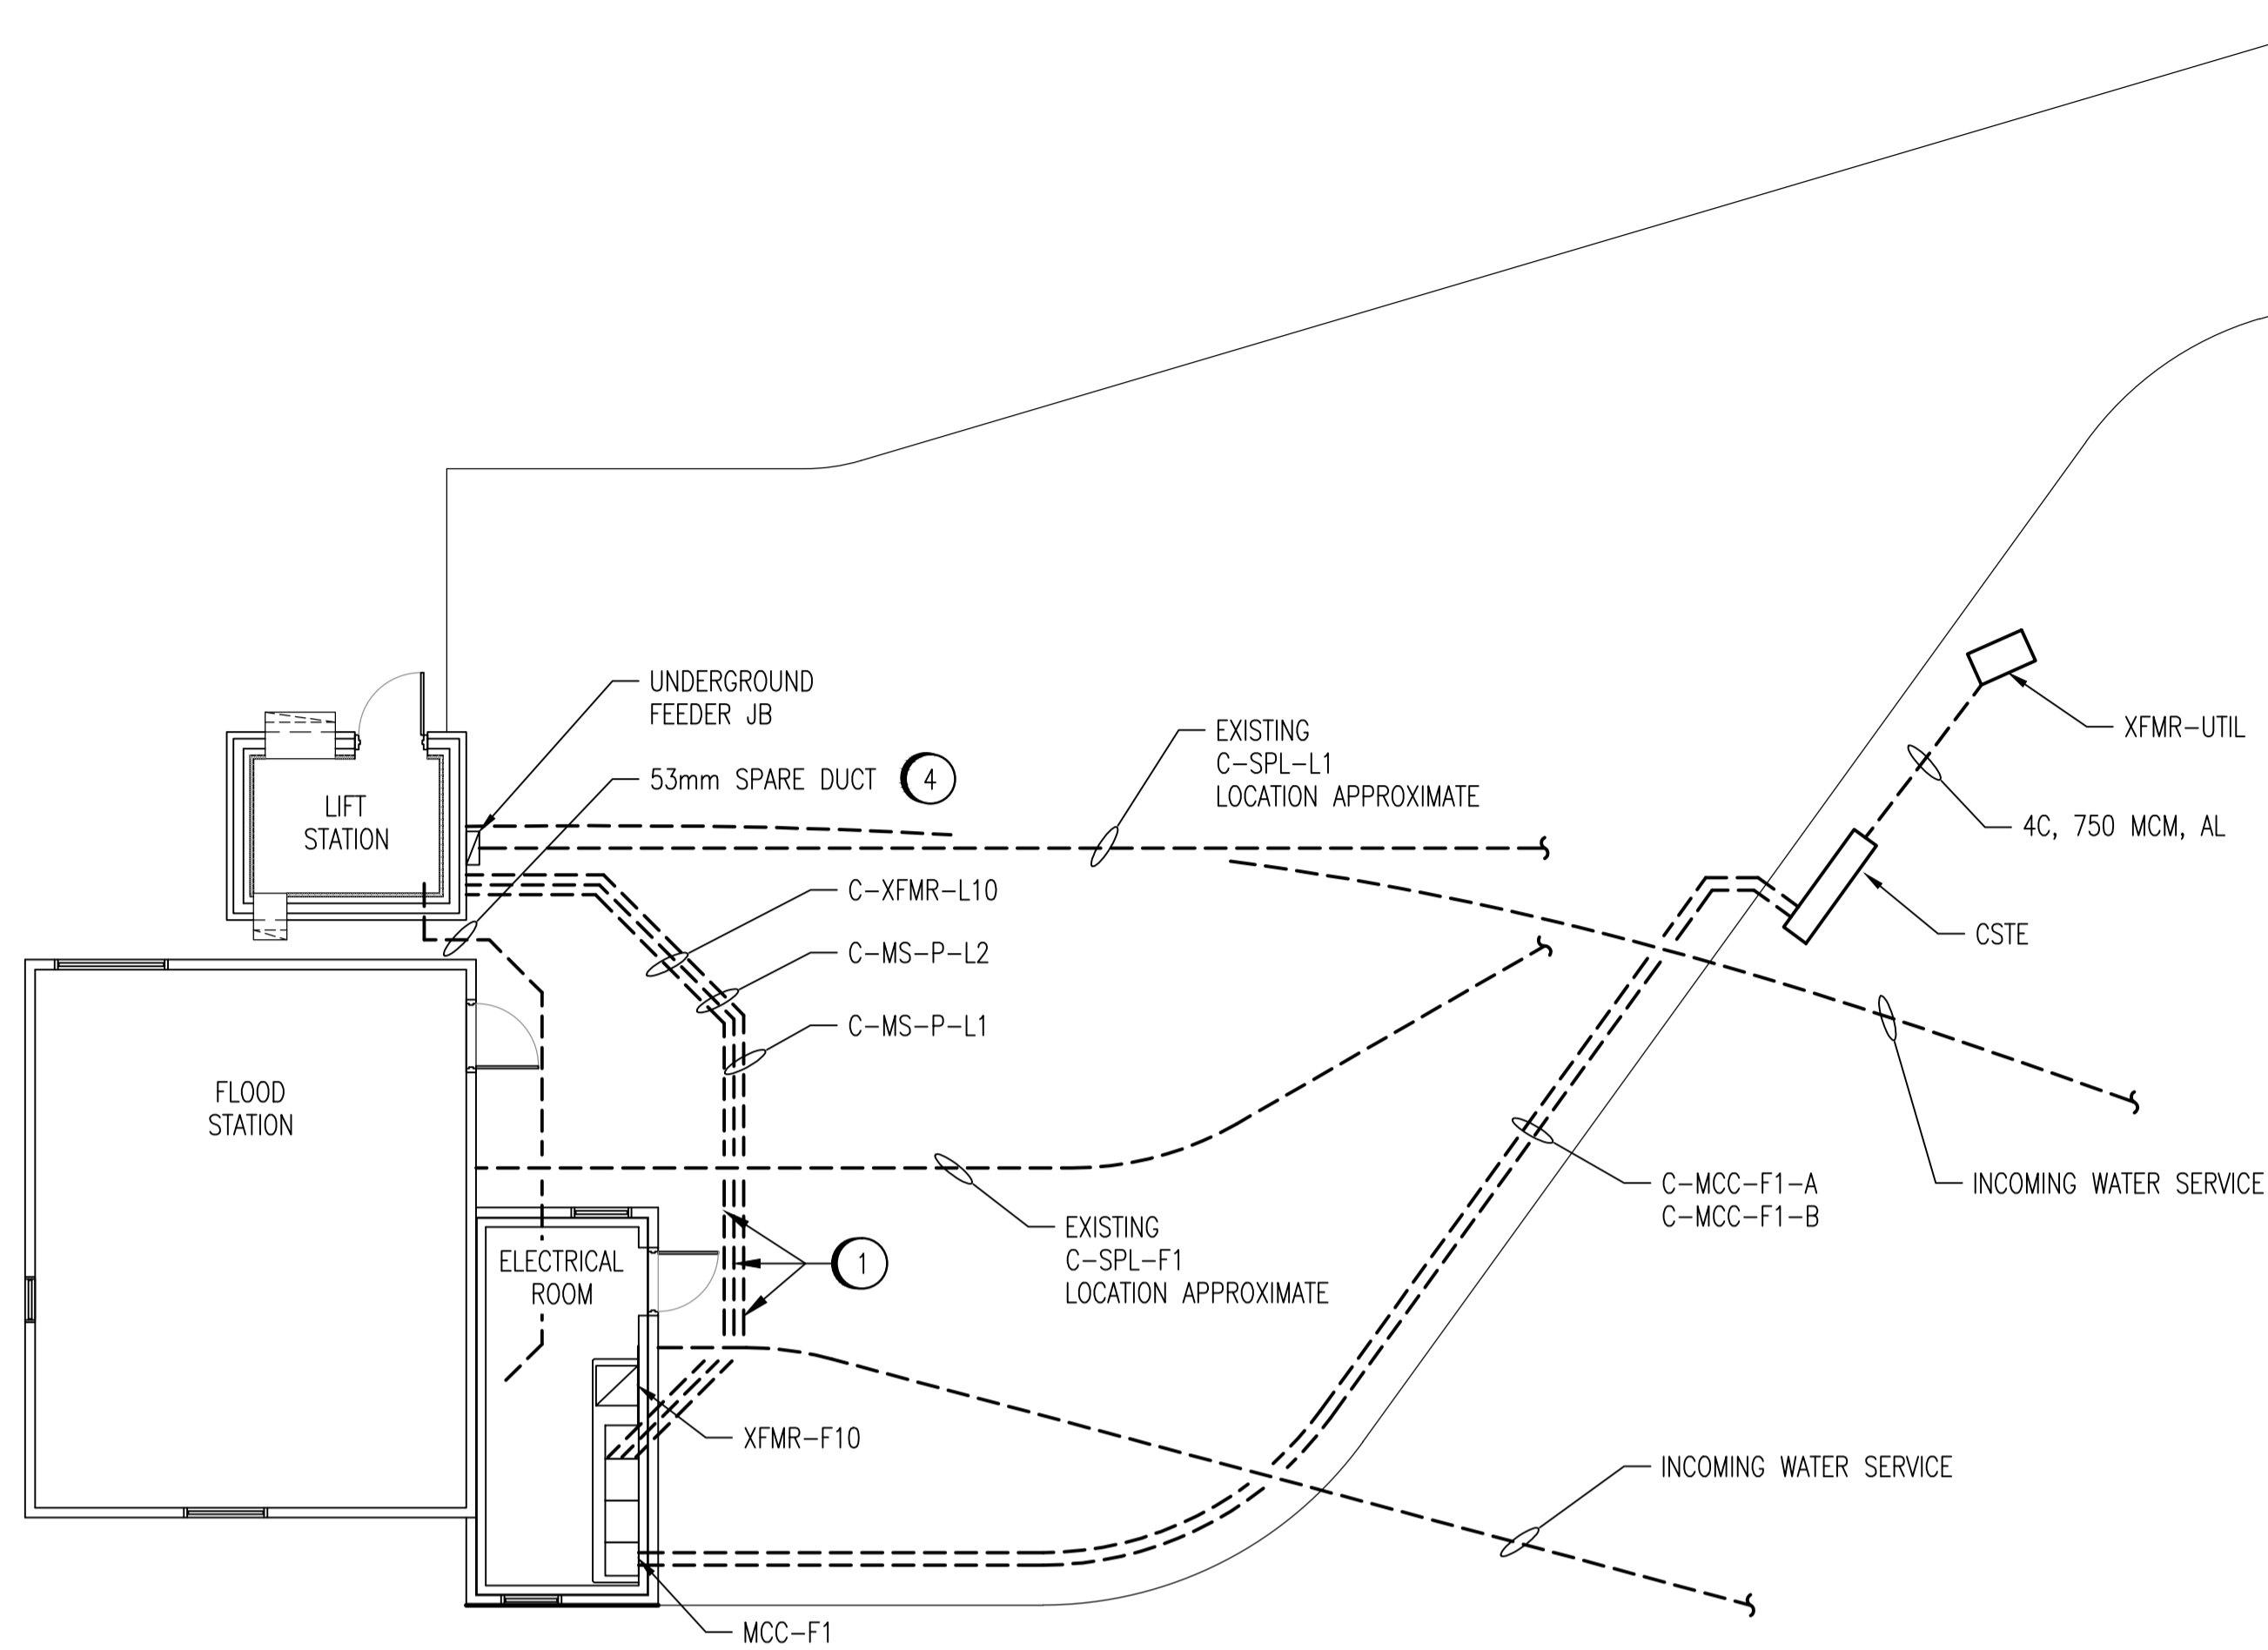 UNDERGROUND
FEEDER JB
53mm SPARE DUCT
4
EXISTING
C-SPL-L1
LOCATION APPROXIMATE
XFMR-UTIL
4C, 750 MCM, AL
CSTE
LIFT
STATION
C-XFMR-L10
C-MS-P-L2
C-MS-P-L1
FLOOD
STATION
C-MCC-F1-A
C-MCC-F1-B
INCOMING WATER SERVICE
EXISTING
C-SPL-F1
LOCATION APPROXIMATE
ELECTRICAL
ROOM
1
XFMR-F10
INCOMING WATER SERVICE
MCC-F1